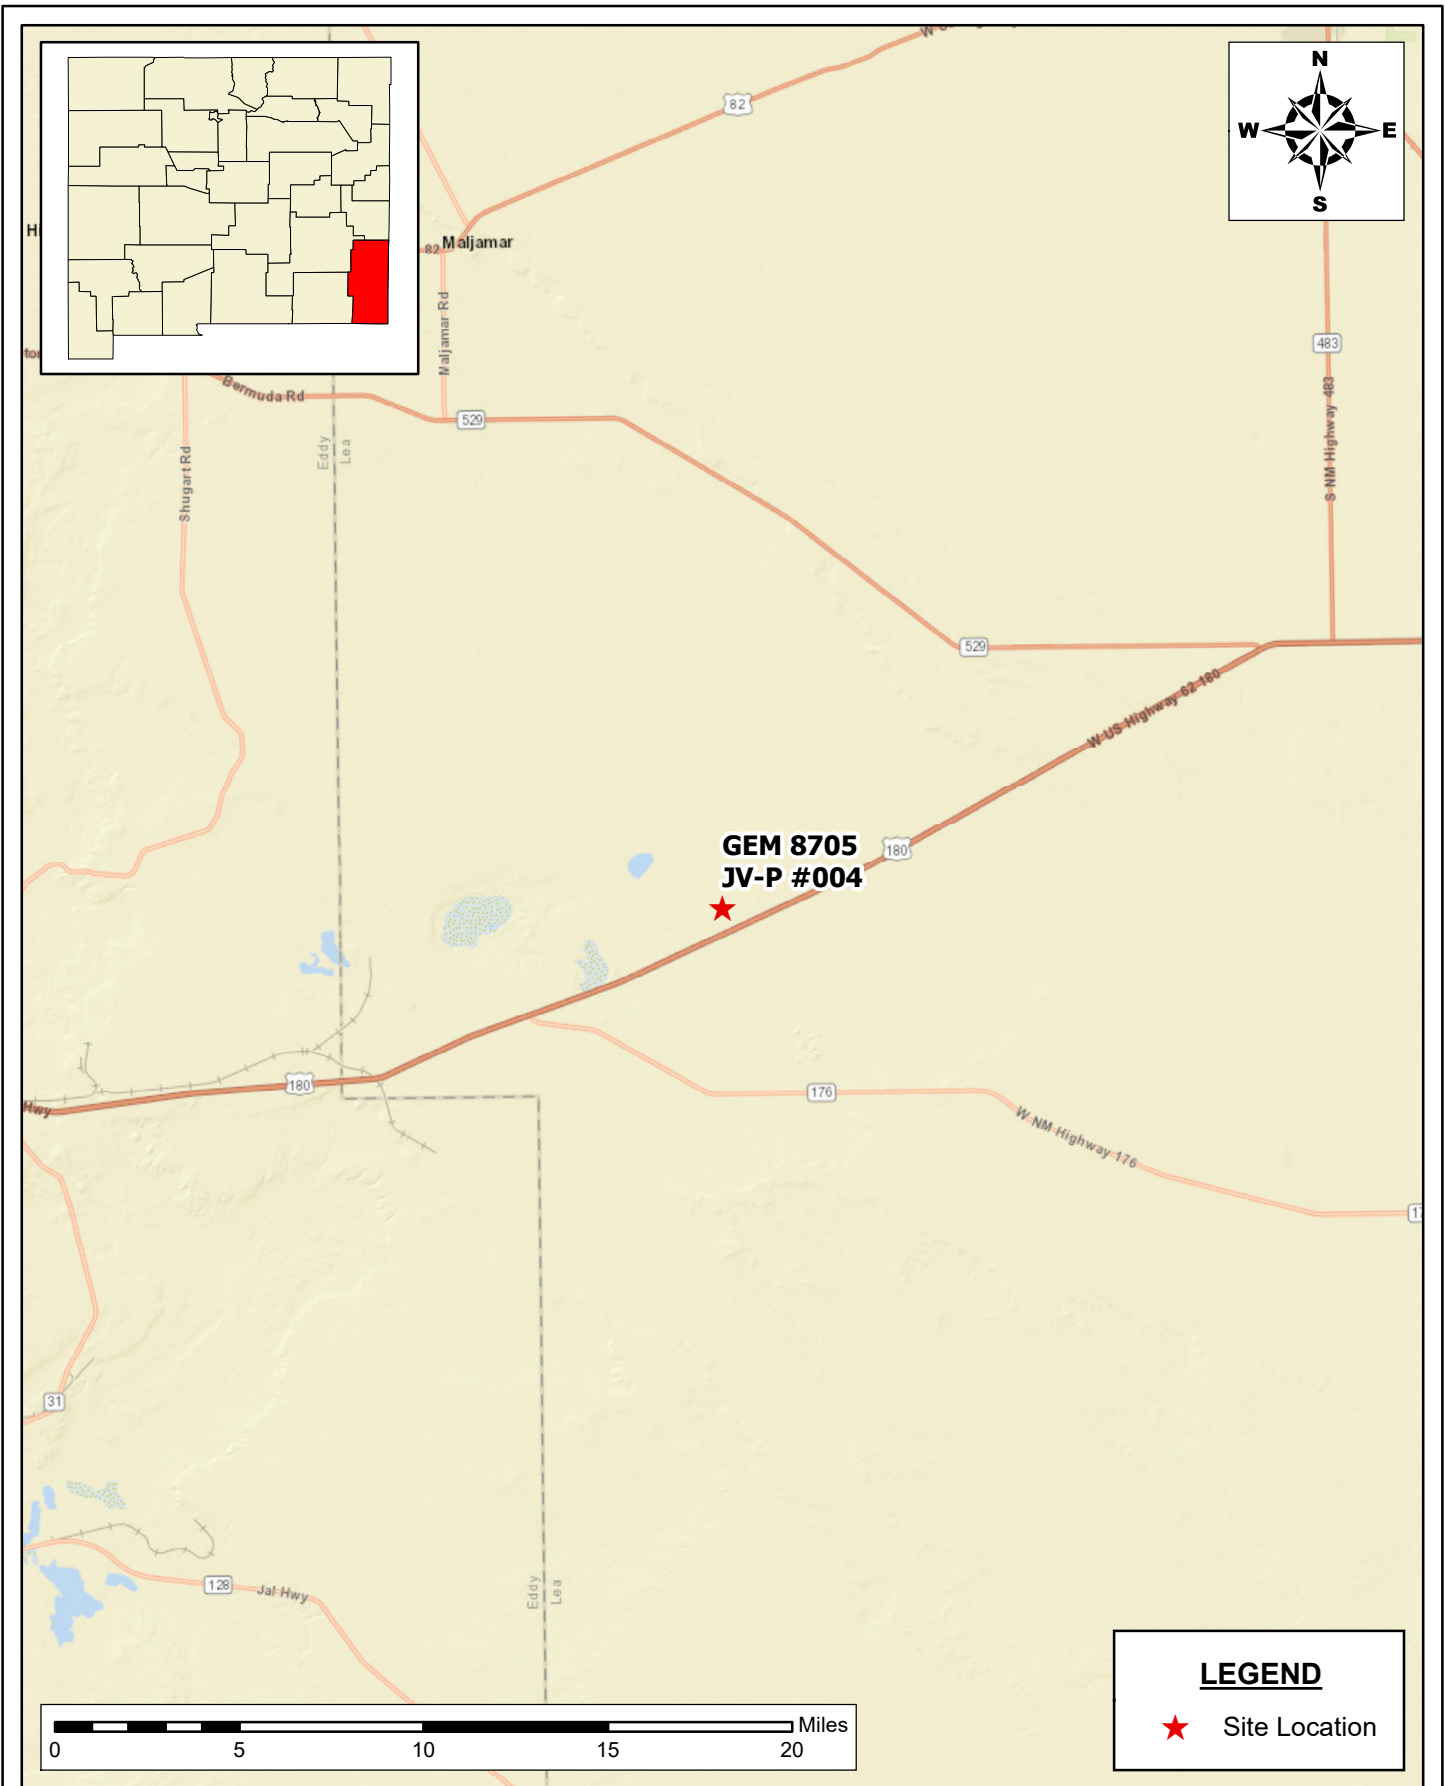 82
N
W
E
S
Hi
82
Maljamar
Maljamar Rd
483
S NM Highway 483
Bermuda Rd
529
Eddy
Lea
Shugart Rd
529
W US Highway 62 180
GEM 8705
JV-P #004
180
180
Hwy
176
W NM Highway 176
31
128
Jal Hwy
Eddy
Lea
LEGEND
Site Location
Miles
0 5 10 15 20